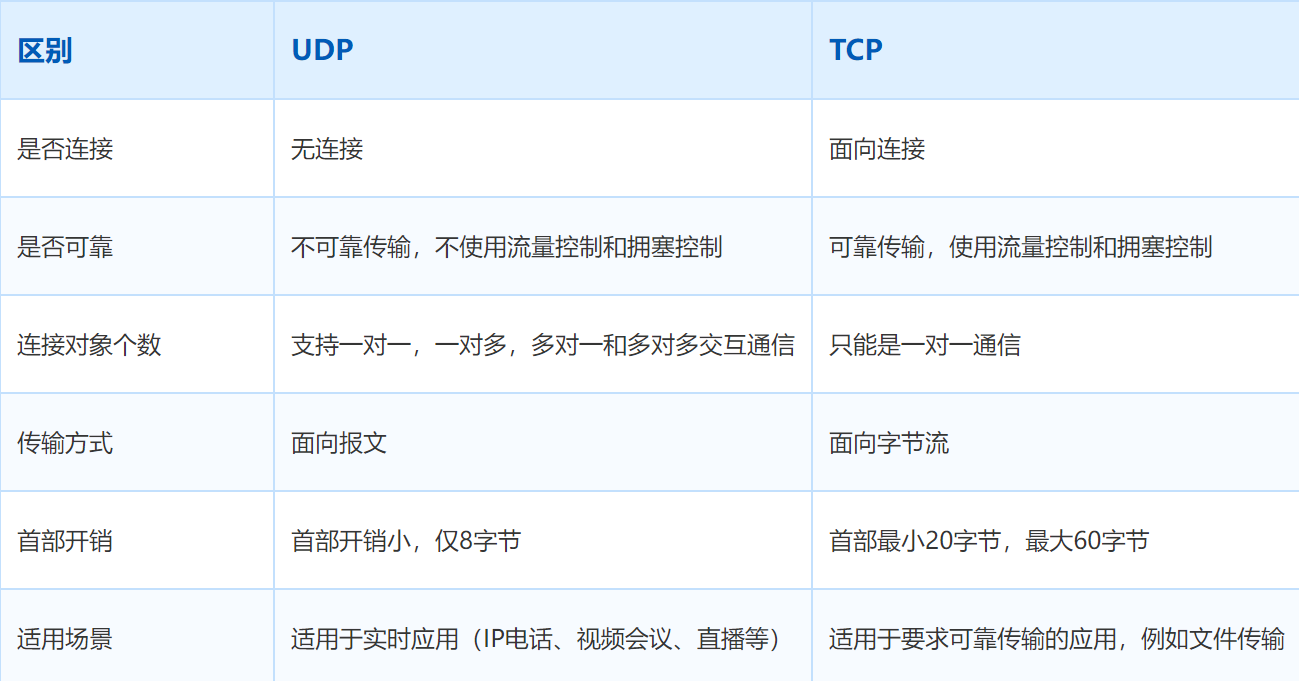 区别 UDP TCP
是否连接 无连接 面向连接
是否可靠 不可靠传输，不使用流量控制和拥塞控制 可靠传输，使用流量控制和拥塞控制
连接对象个数 支持一对一，一对多，多对一和多对多交互通信 只能是一对一通信
传输方式 面向报文 面向字节流
首部开销 首部开销小，仅8字节 首部最小20字节，最大60字节
适用场景 适用于实时应用（IP电话、视频会议、直播等） 适用于要求可靠传输的应用，例如文件传输